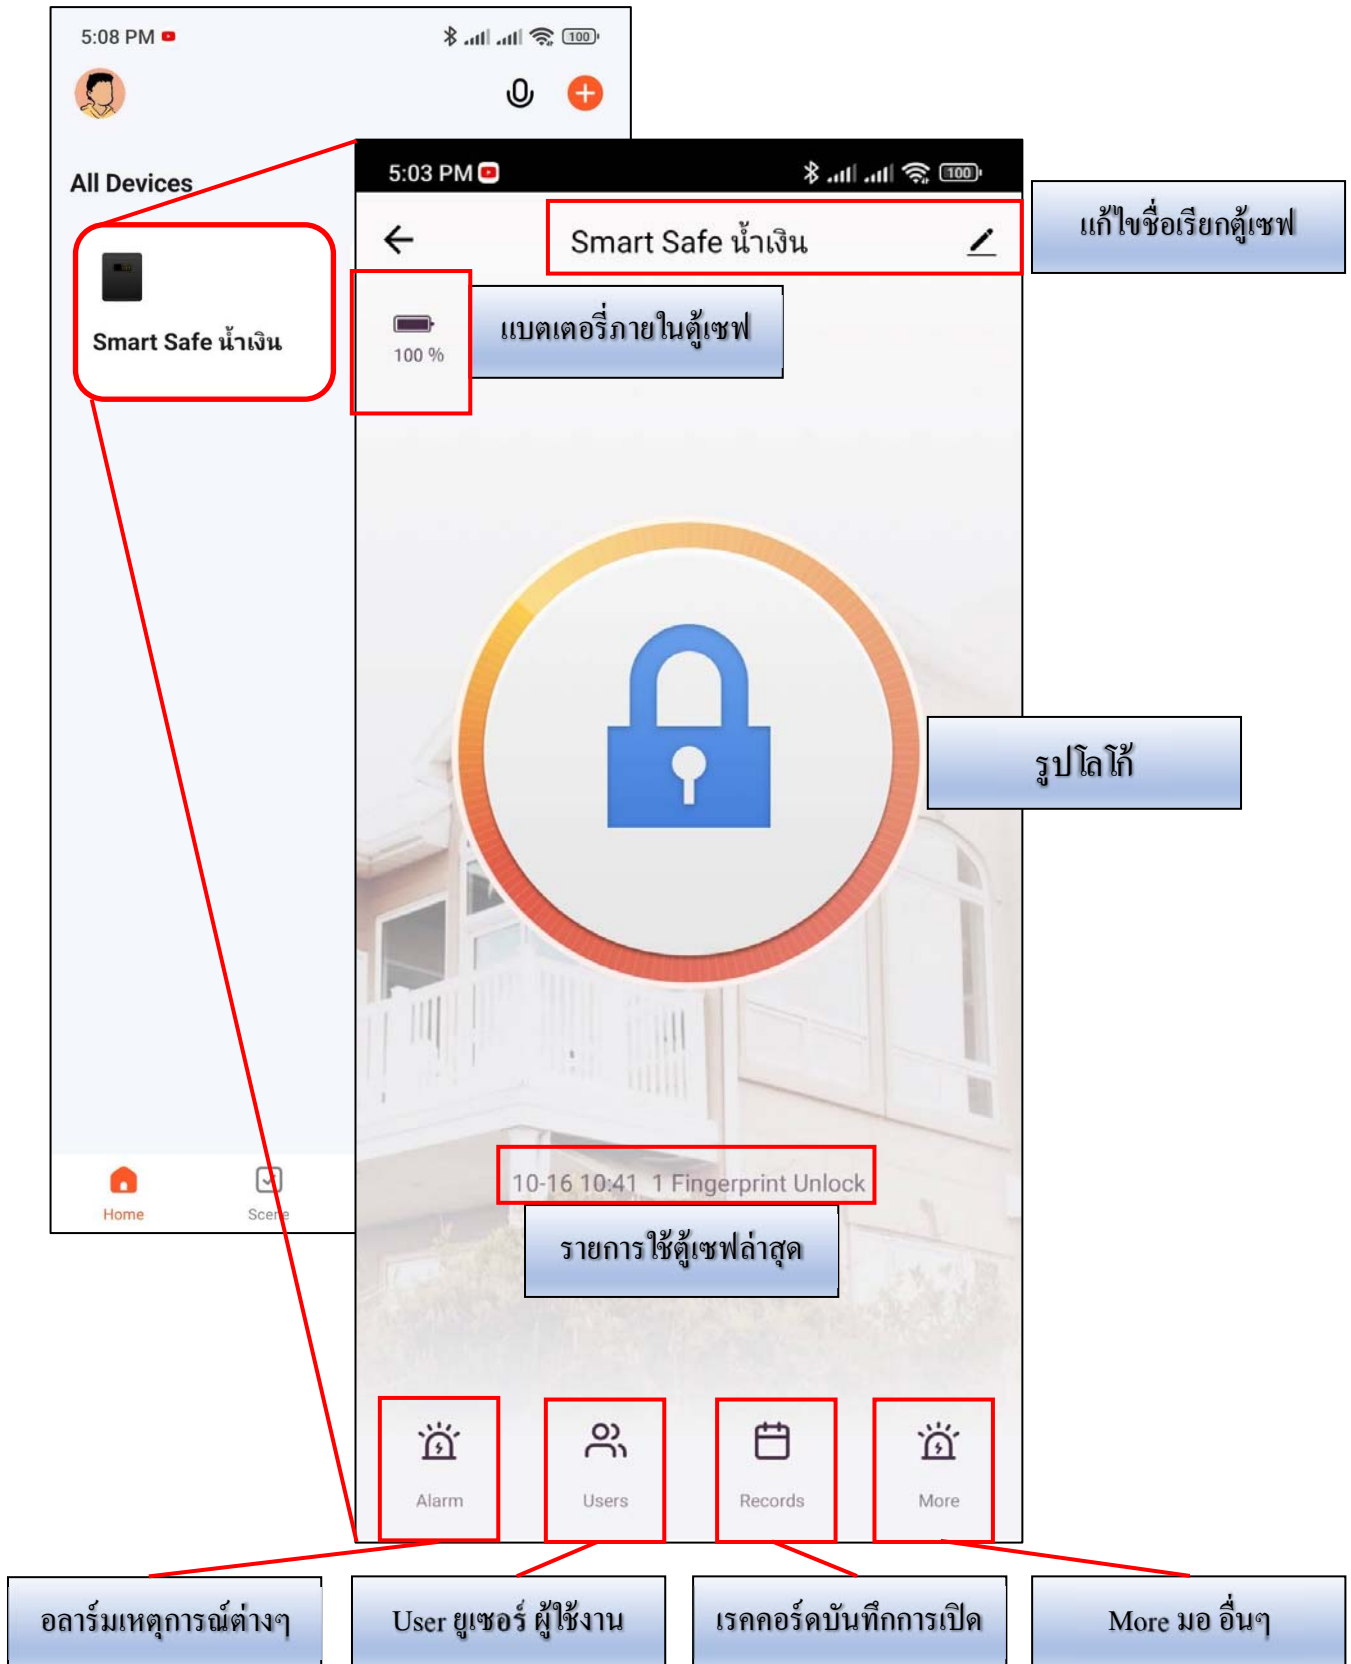 5:08 PM
100
All Devices
Smart Safe น้ำเงิน
Home
Scene
5:03 PM
100
Smart Safe น้ำเงิน
แก้ไขชื่อเรียกตู้เซฟ
100 %
แบตเตอรี่ภายในตู้เซฟ
รูปโลโก้
10-16 10:41 1 Fingerprint Unlock
รายการใช้ตู้เซฟล่าสุด
Alarm
Users
Records
More
อลาร์มเหตุการณ์ต่างๆ
User ยูเซอร์ ผู้ใช้งาน
เรคคอร์ดบันทึกการเปิด
More มอ อื่นๆ